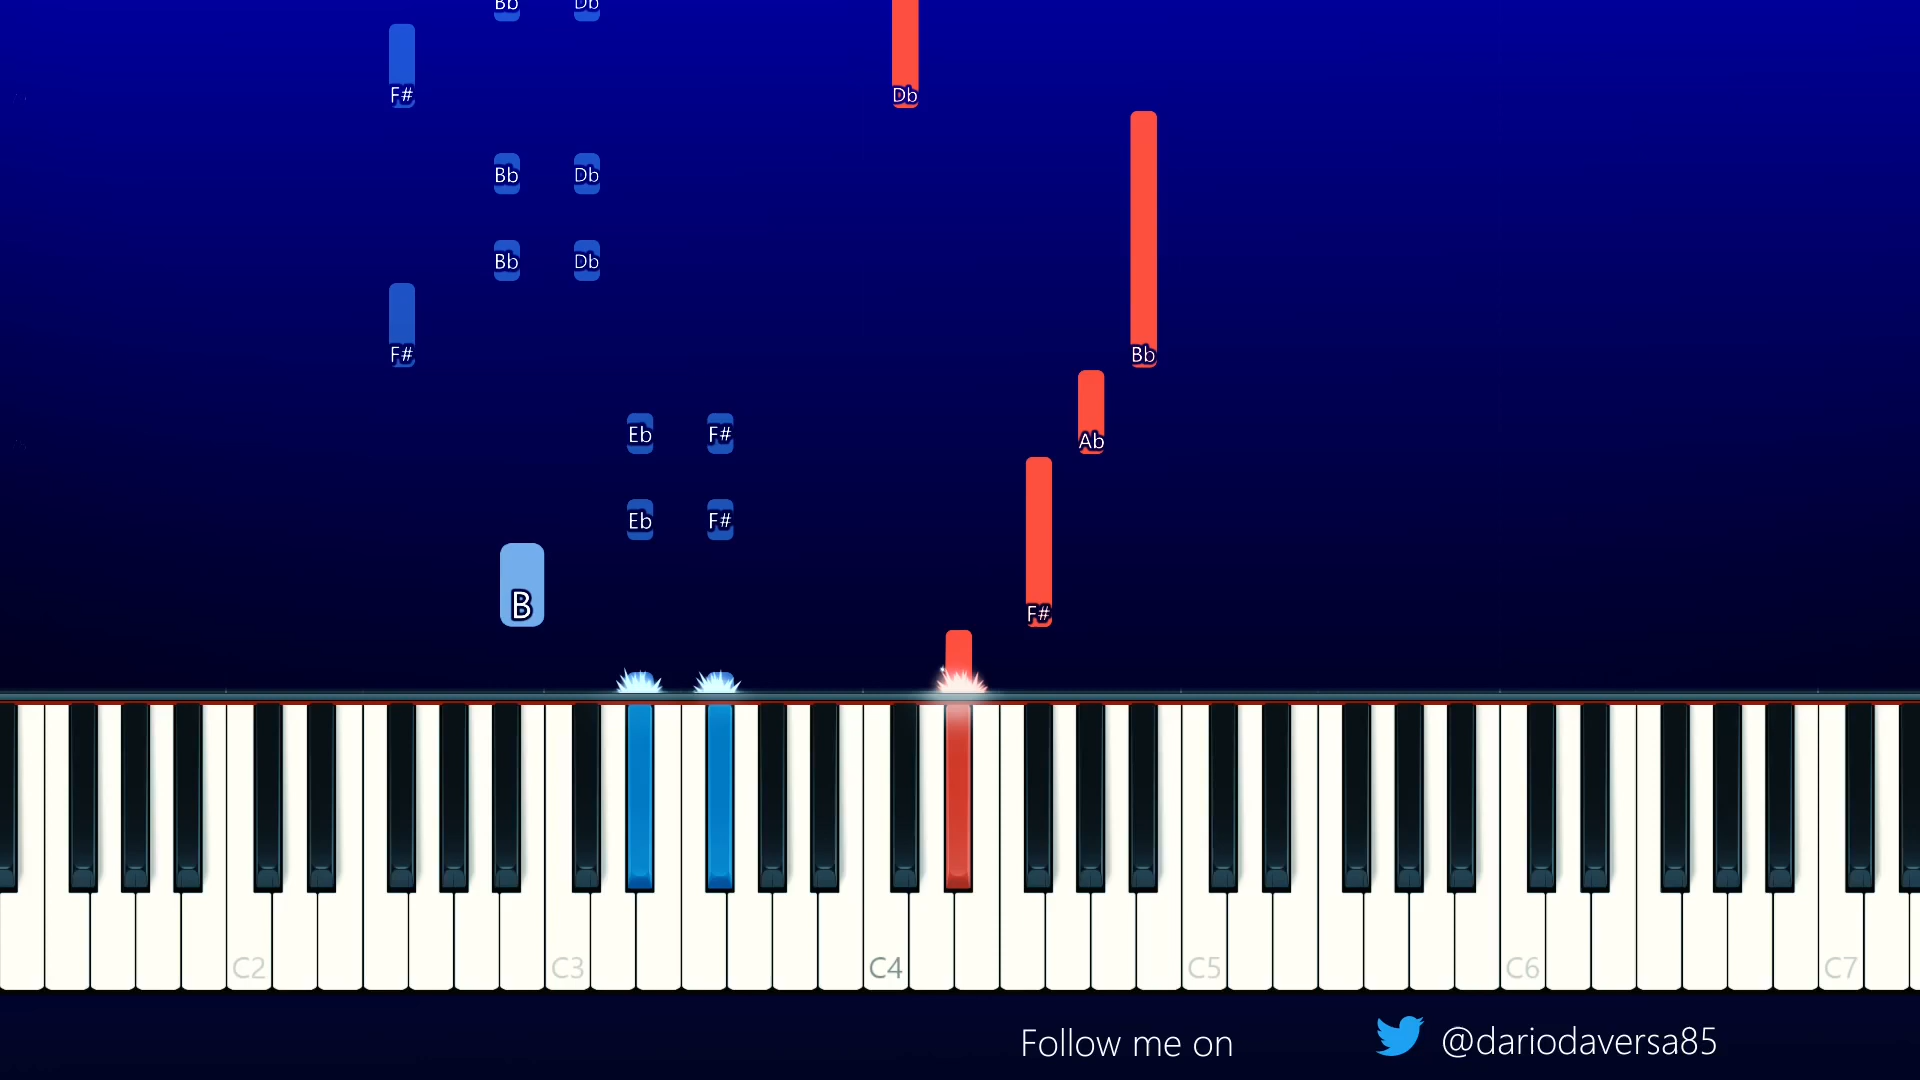 Bb Db
F# Db
Bb Db
Bb Db
F# Bb
Eb F# Ab
Eb F#
B F#
C2 C3 C4 C5 C6 C7
Follow me on @dariodaversa85